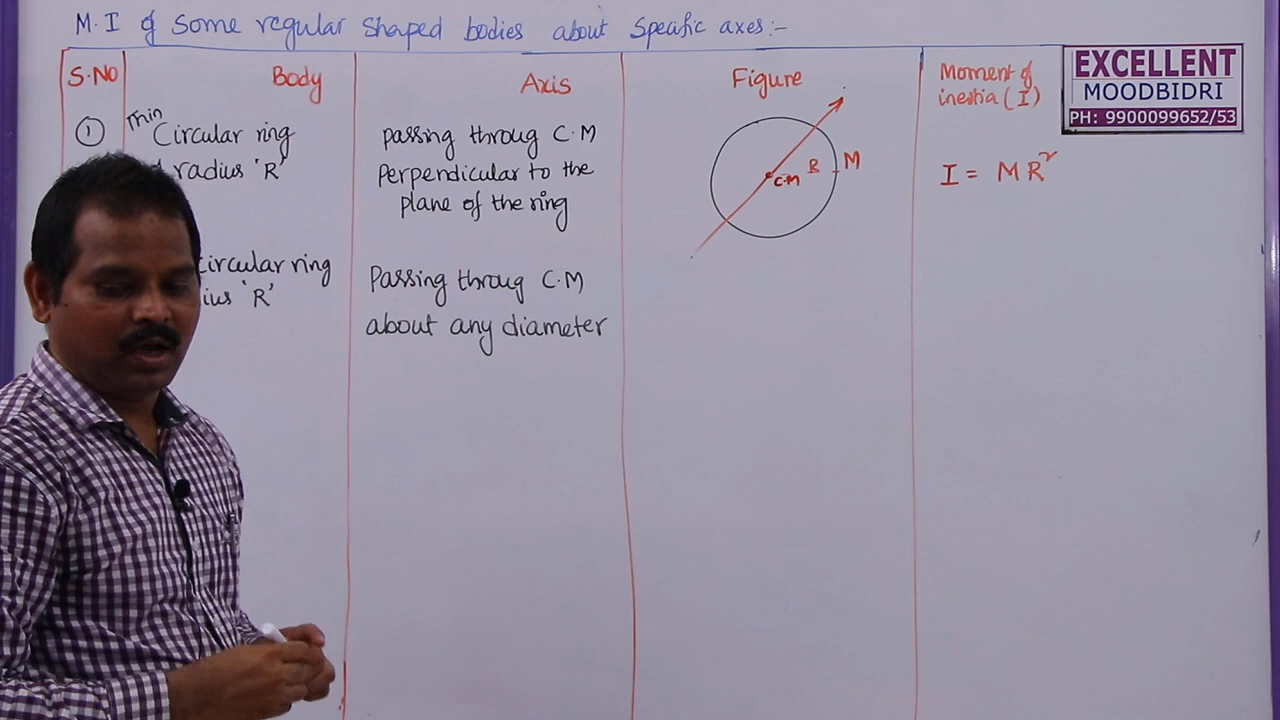 M.I of Some regular Shaped bodies about Specific axes:-
S.NO Body Axis Figure Moment of inertia (I)
EXCELLENT
MOODBIDRI
PH: 9900099652/53
1 Thin Circular ring
radius 'R'
passing throug C.M
Perpendicular to the
plane of the ring
C.M R M
I = MR²
Circular ring
'R'
Passing throug C.M
about any diameter